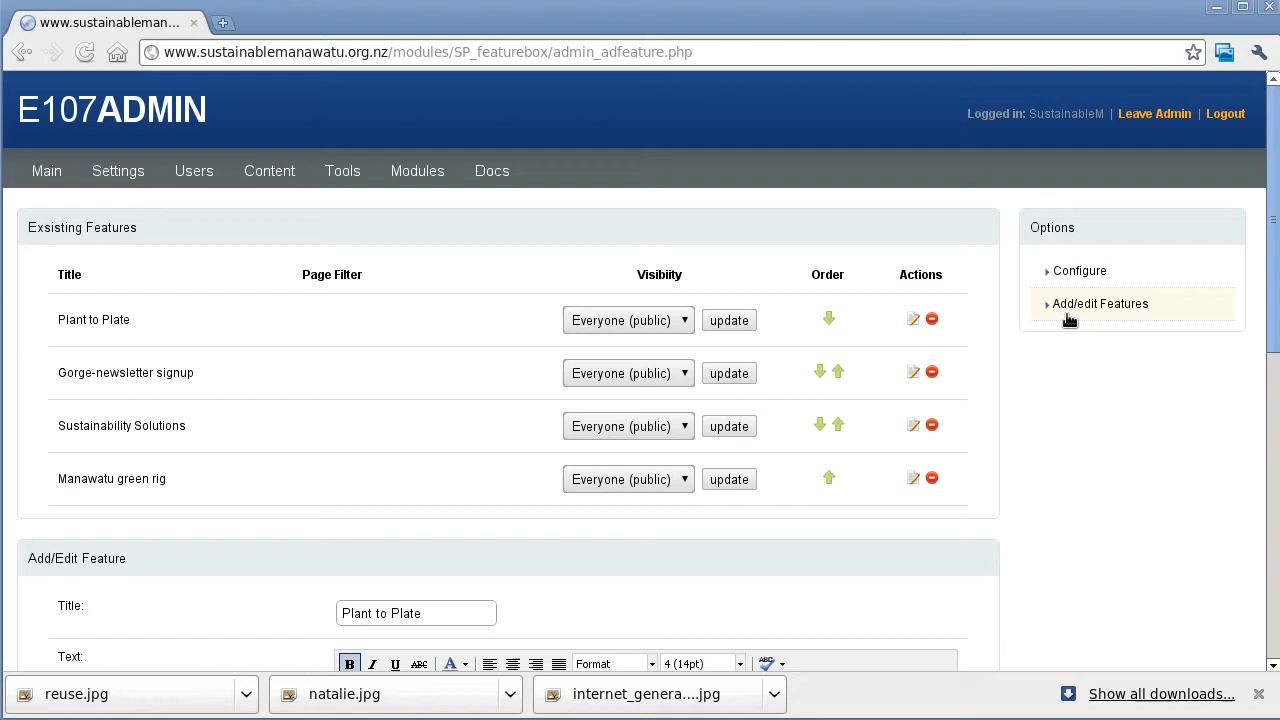 www.sustainableman...
www.sustainablemanawatu.org.nz/modules/SP_featurebox/admin_adfeature.php
E107ADMIN
Logged in: SustainableM | Leave Admin | Logout
Main Settings Users Content Tools Modules Docs
Exsisting Features
Title Page Filter Visibiity Order Actions
Plant to Plate Everyone (public) update
Gorge-newsletter signup Everyone (public) update
Sustainability Solutions Everyone (public) update
Manawatu green rig Everyone (public) update
Options
Configure
Add/edit Features
Add/Edit Feature
Title: Plant to Plate
Text: B I U ABC A Format 4 (14pt) ABC
reuse.jpg natalie.jpg internet_genera....jpg Show all downloads...